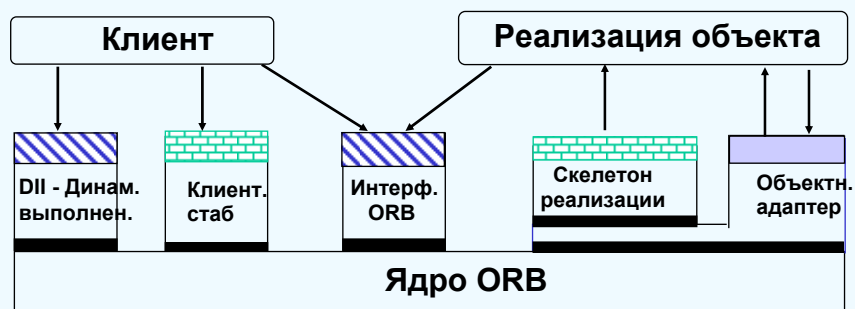 Клиент
Реализация объекта
DII - Динам.
выполнен.
Клиент.
стаб
Интерф.
ORB
Скелетон
реализации
Объектн.
адаптер
Ядро ORB